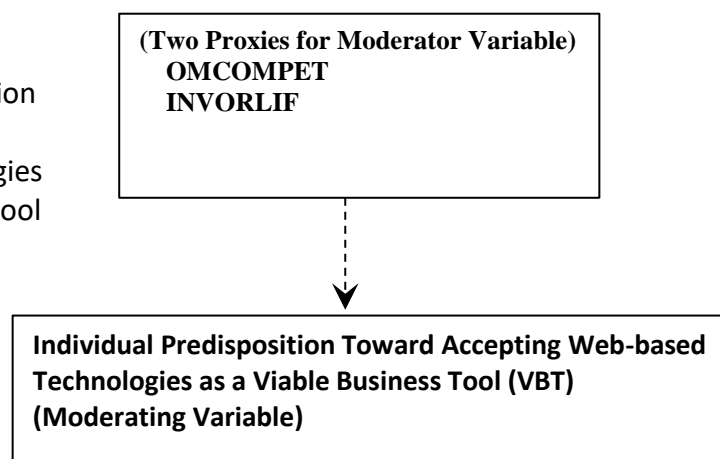 (Two Proxies for Moderator Variable)
OMCOMPET
INVORLIF
Individual Predisposition Toward Accepting Web-based
Technologies as a Viable Business Tool (VBT)
(Moderating Variable)